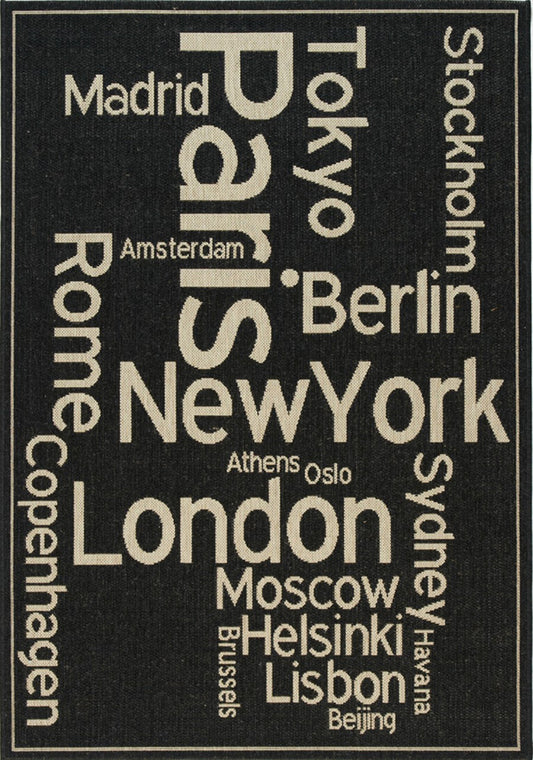 Madrid
Paris
Tokyo
Stockholm
Amsterdam
Rome
Berlin
NewYork
Athens
Oslo
Copenhagen
London
Sydney
Moscow
Helsinki
Brussels
Havana
Lisbon
Beijing